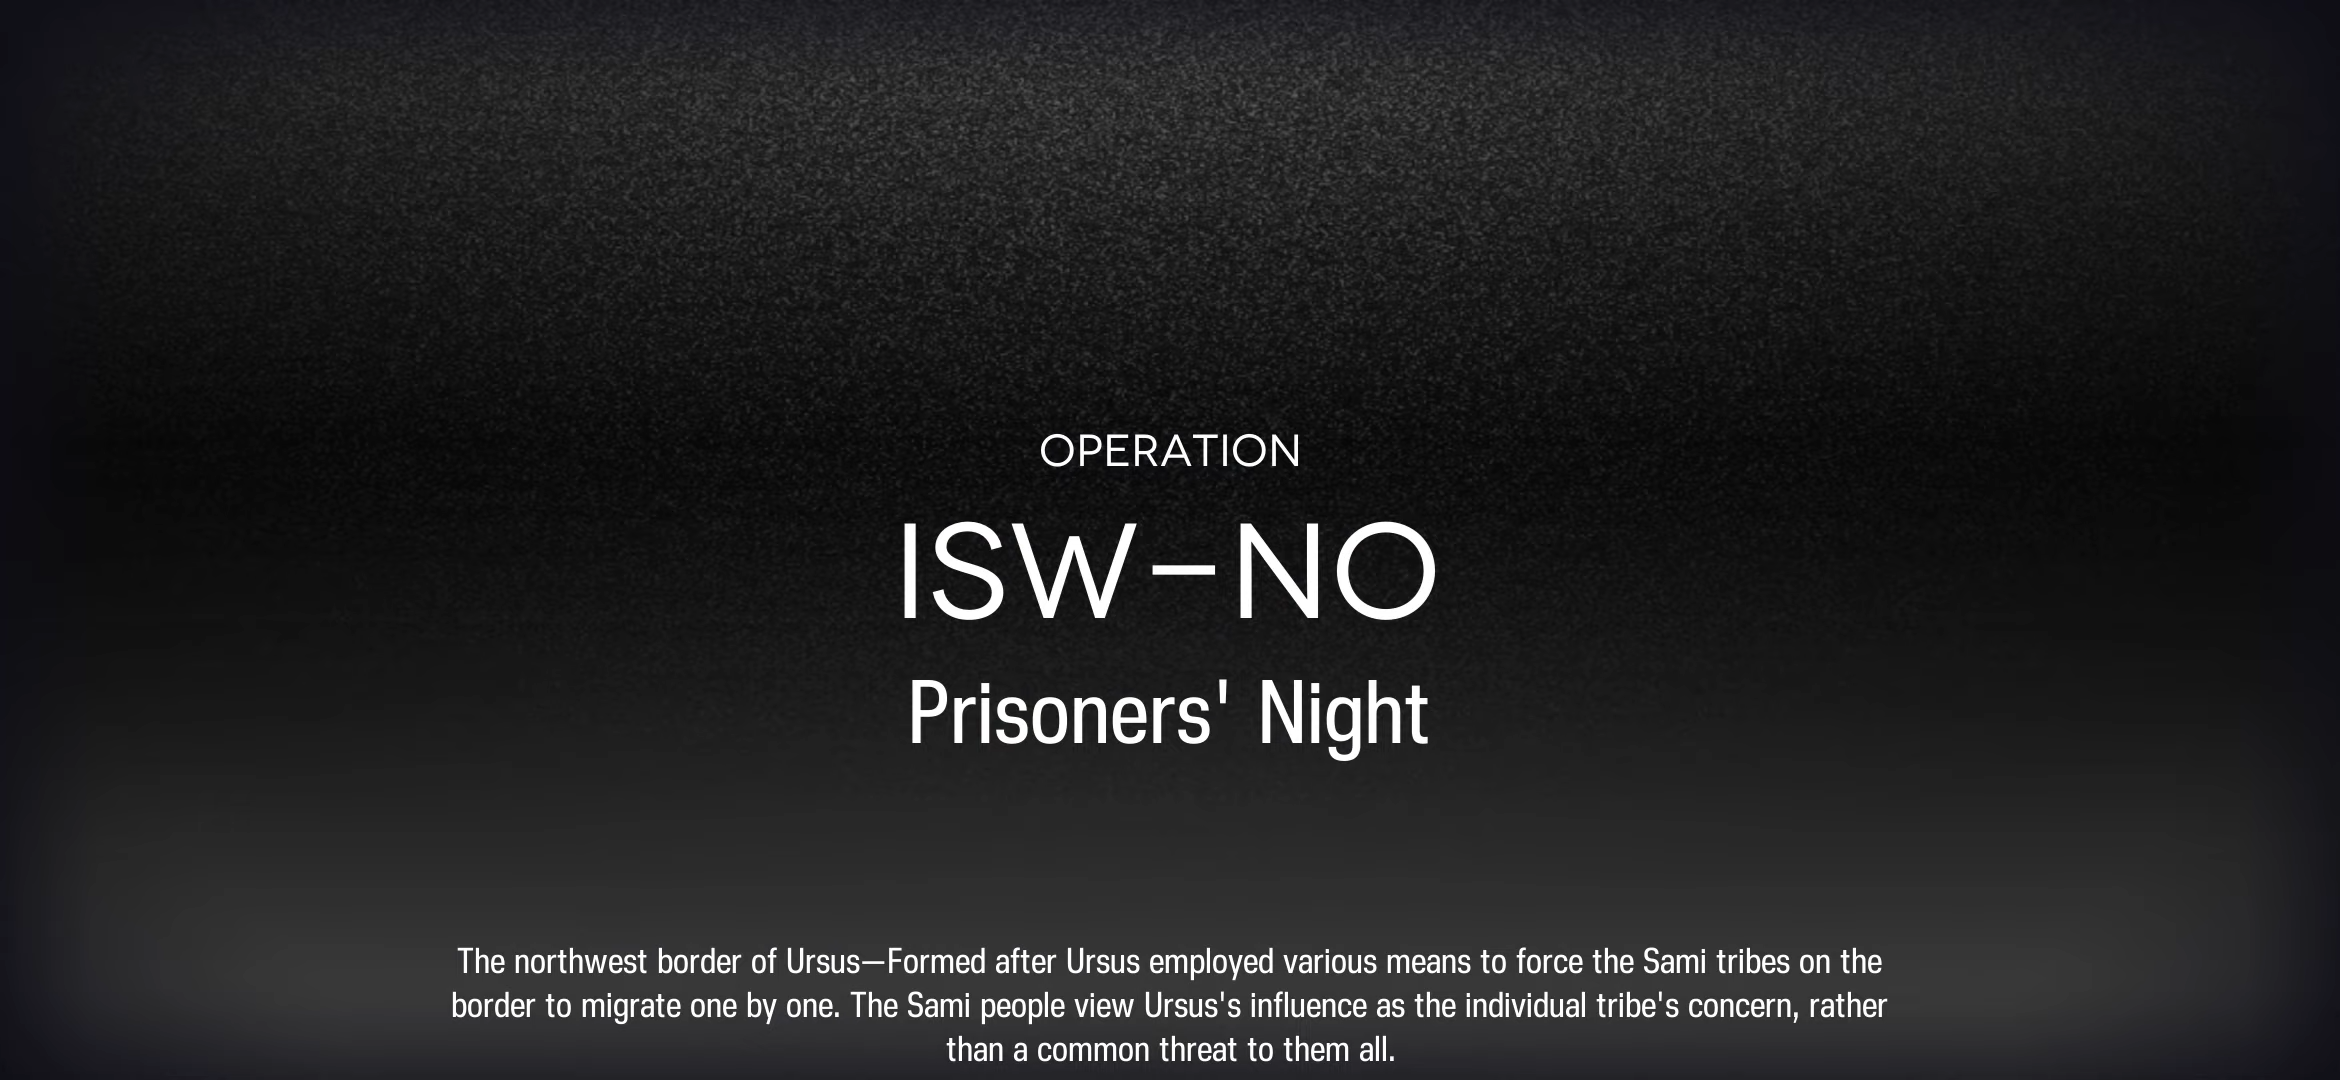 OPERATION
ISW-NO
Prisoners' Night
The northwest border of Ursus—Formed after Ursus employed various means to force the Sami tribes on the
border to migrate one by one. The Sami people view Ursus's influence as the individual tribe's concern, rather
than a common threat to them all.